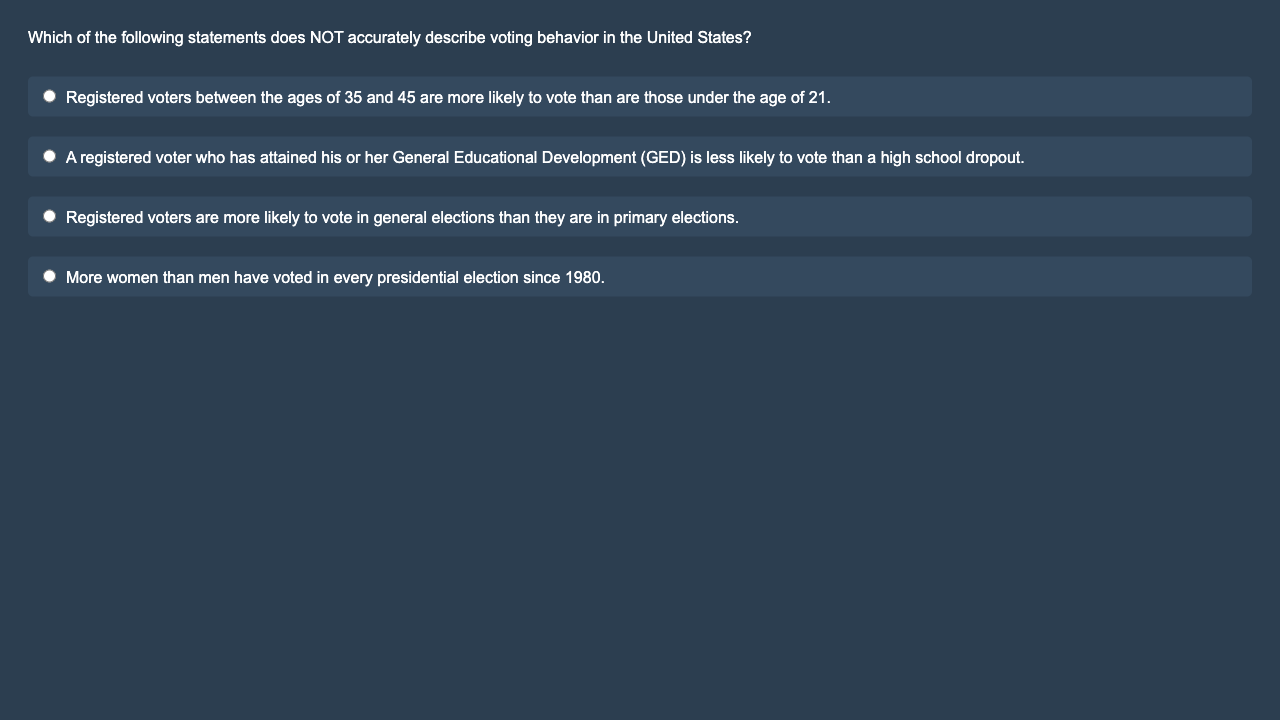 Which of the following statements does NOT accurately describe voting behavior in the United States?
Registered voters between the ages of 35 and 45 are more likely to vote than are those under the age of 21.
A registered voter who has attained his or her General Educational Development (GED) is less likely to vote than a high school dropout.
Registered voters are more likely to vote in general elections than they are in primary elections.
More women than men have voted in every presidential election since 1980.